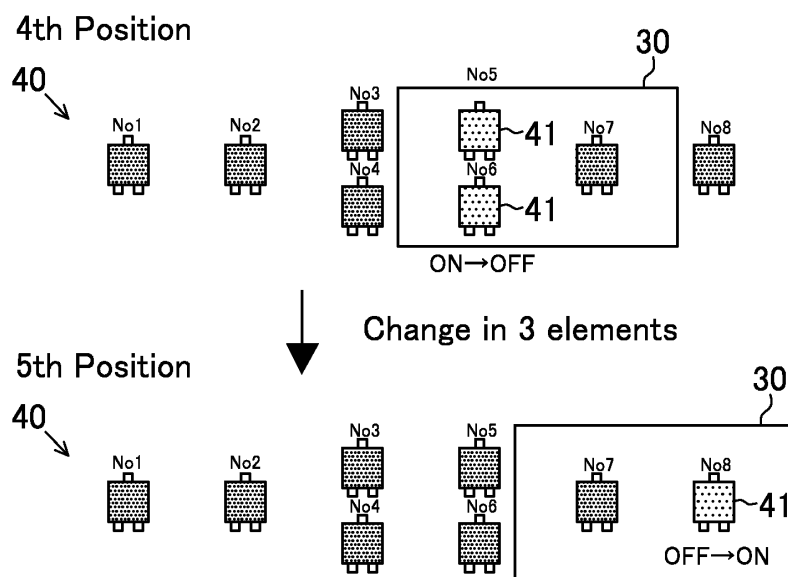 4th Position
40
30
No5
No3
No1
No2
41
No7
No8
No4
No6
41
ON→OFF
Change in 3 elements
5th Position
30
40
No3
No5
No1
No2
No7
No8
No4
No6
41
OFF→ON